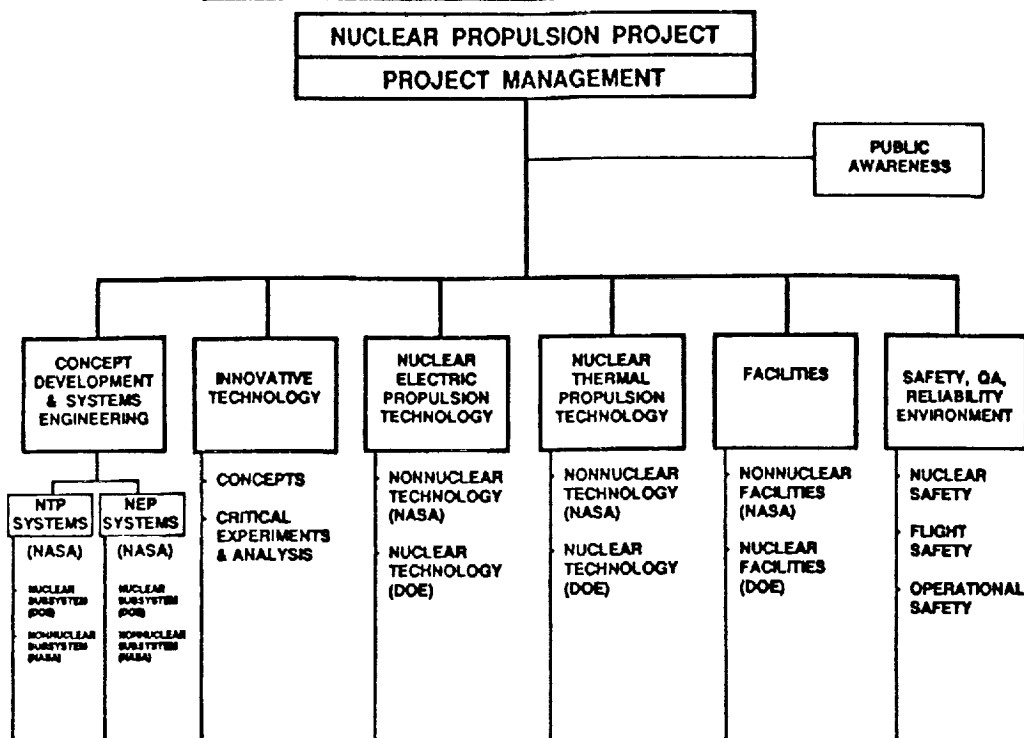 NUCLEAR PROPULSION PROJECT
PROJECT MANAGEMENT
PUBLIC
AWARENESS
CONCEPT
DEVELOPMENT
& SYSTEMS
ENGINEERING
INNOVATIVE
TECHNOLOGY
NUCLEAR
ELECTRIC
PROPULSION
TECHNOLOGY
NUCLEAR
THERMAL
PROPULSION
TECHNOLOGY
FACILITIES
SAFETY, QA,
RELIABILITY
ENVIRONMENT
NTP
SYSTEMS
(NASA)
NUCLEAR
SUBSYSTEM
(DOE)
NONNUCLEAR
SUBSYSTEM
(NASA)
NEP
SYSTEMS
(NASA)
NUCLEAR
SUBSYSTEM
(DOE)
NONNUCLEAR
SUBSYSTEM
(NASA)
CONCEPTS
CRITICAL
EXPERIMENTS
& ANALYSIS
NONNUCLEAR
TECHNOLOGY
(NASA)
NUCLEAR
TECHNOLOGY
(DOE)
NONNUCLEAR
TECHNOLOGY
(NASA)
NUCLEAR
TECHNOLOGY
(DOE)
NONNUCLEAR
FACILITIES
(NASA)
NUCLEAR
FACILITIES
(DOE)
NUCLEAR
SAFETY
FLIGHT
SAFETY
OPERATIONAL
SAFETY